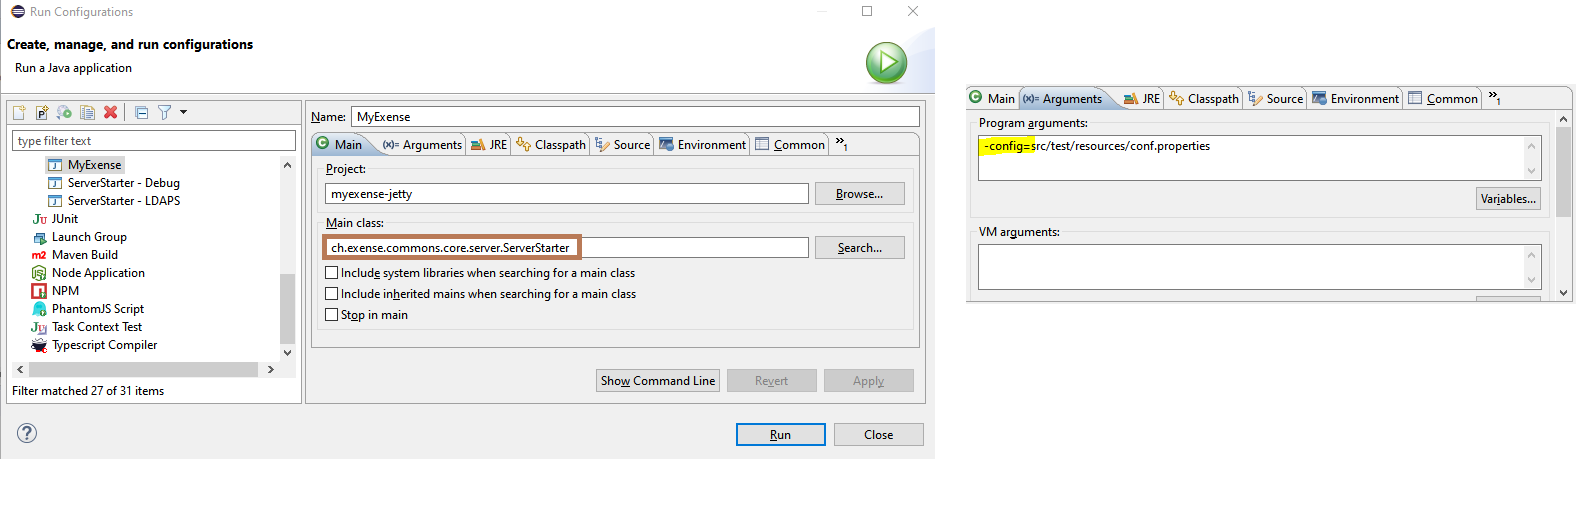 Run Configurations
Create, manage, and run configurations
Run a Java application
type filter text
MyExense
ServerStarter - Debug
ServerStarter - LDAPS
JUnit
Launch Group
Maven Build
Node Application
NPM
PhantomJS Script
Task Context Test
Typescript Compiler
Filter matched 27 of 31 items
Name: MyExense
Main (x)= Arguments JRE Classpath Source Environment Common »1
Project:
myexense-jetty Browse...
Main class:
ch.exense.commons.core.server.ServerStarter Search...
Include system libraries when searching for a main class
Include inherited mains when searching for a main class
Stop in main
Show Command Line Revert Apply
Run Close
Main (x)= Arguments JRE Classpath Source Environment Common »1
Program arguments:
-config=src/test/resources/conf.properties
Variables...
VM arguments: